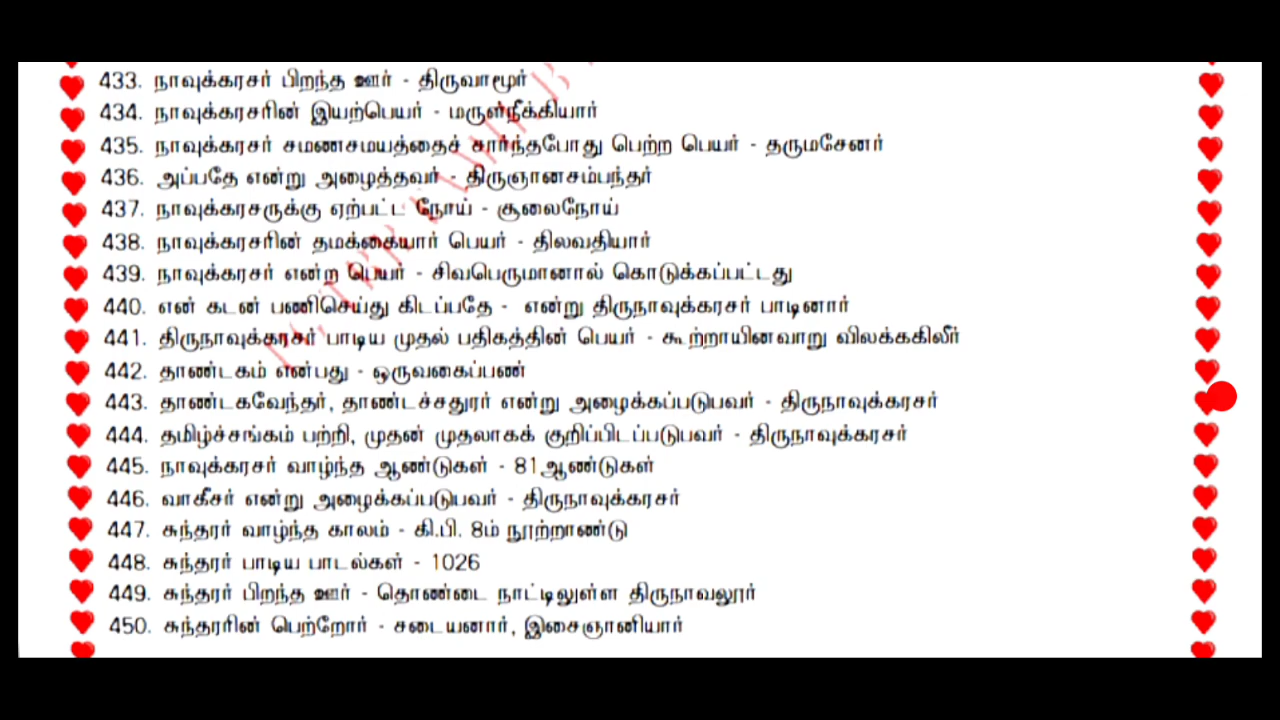 433. நாவுக்கரசர் பிறந்த ஊர் - திருவாமூர்
434. நாவுக்கரசரின் இயற்பெயர் - மருள்நீக்கியார்
435. நாவுக்கரசர் சமணசமயத்தைச் சார்ந்தபோது பெற்ற பெயர் - தருமசேனர்
436. அப்பதே என்று அழைத்தவர் - திருஞானசம்பந்தர்
437. நாவுக்கரசருக்கு ஏற்பட்ட நோய் - சூலைநோய்
438. நாவுக்கரசரின் தமக்கையார் பெயர் - திலவதியார்
439. நாவுக்கரசர் என்ற பெயர் - சிவபெருமானால் கொடுக்கப்பட்டது
440. என் கடன் பணிசெய்து கிடப்பதே - என்று திருநாவுக்கரசர் பாடினார்
441. திருநாவுக்கரசர் பாடிய முதல் பதிகத்தின் பெயர் - கூற்றாயினவாறு விலக்ககிலீர்
442. தாண்டகம் என்பது - ஒருவகைப்பண்
443. தாண்டகவேந்தர், தாண்டச்சதுரர் என்று அழைக்கப்படுபவர் - திருநாவுக்கரசர்
444. தமிழ்ச்சங்கம் பற்றி, முதன் முதலாகக் குறிப்பிடப்படுபவர் - திருநாவுக்கரசர்
445. நாவுக்கரசர் வாழ்ந்த ஆண்டுகள் - 81ஆண்டுகள்
446. வாகீசர் என்று அழைக்கப்படுபவர் - திருநாவுக்கரசர்
447. சுந்தரர் வாழ்ந்த காலம் - கி.பி. 8ம் நூற்றாண்டு
448. சுந்தரர் பாடிய பாடல்கள் - 1026
449. சுந்தரர் பிறந்த ஊர் - தொண்டை நாட்டிலுள்ள திருநாவலூர்
450. சுந்தரரின் பெற்றோர் - சடையனார், இசைஞானியார்